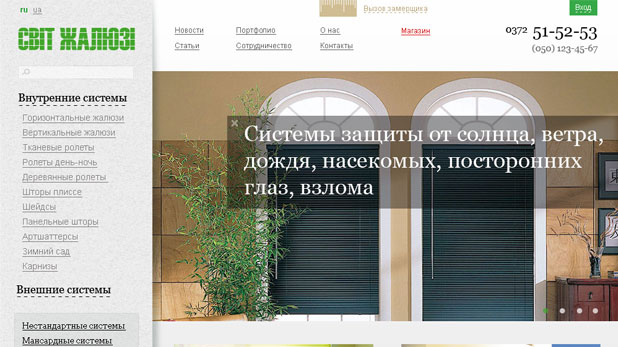 ru ua
СВІТ ЖАЛЮЗІ
Внутренние системы
Горизонтальные жалюзи
Вертикальные жалюзи
Тканевые ролеты
Ролеты день-ночь
Деревянные ролеты
Шторы плиссе
Шейдсы
Панельные шторы
Артшаттерсы
Зимний сад
Карнизы
Внешние системы
Нестандартные системы
Мансардные системы
Вызов замерщика
Вход
Новости Портфолио О нас Магазин
Статьи Сотрудничество Контакты
0372 51-52-53
(050) 123-45-67
Системы защиты от солнца, ветра,
дождя, насекомых, посторонних
глаз, взлома